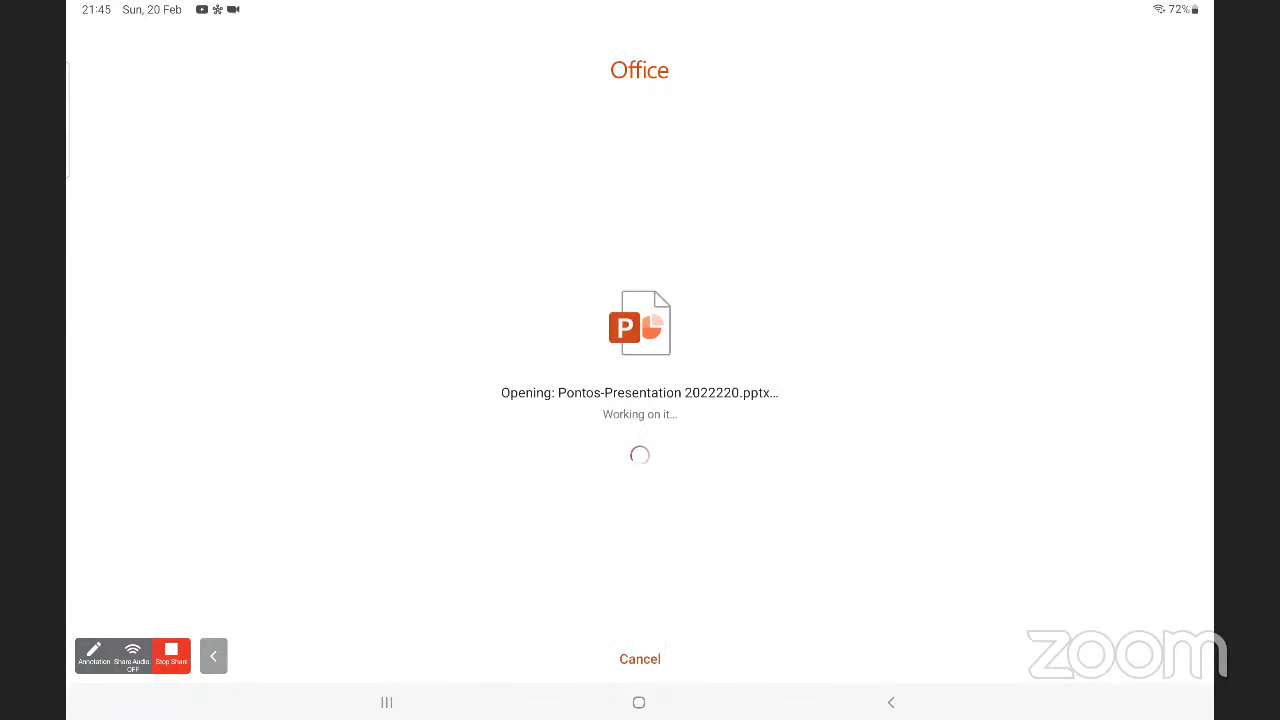 21:45 Sun, 20 Feb
72%
Office
P
Opening: Pontos-Presentation 2022220.pptx...
Working on it...
Annotation
Share Audio
OFF
Stop Share
Cancel
zoom